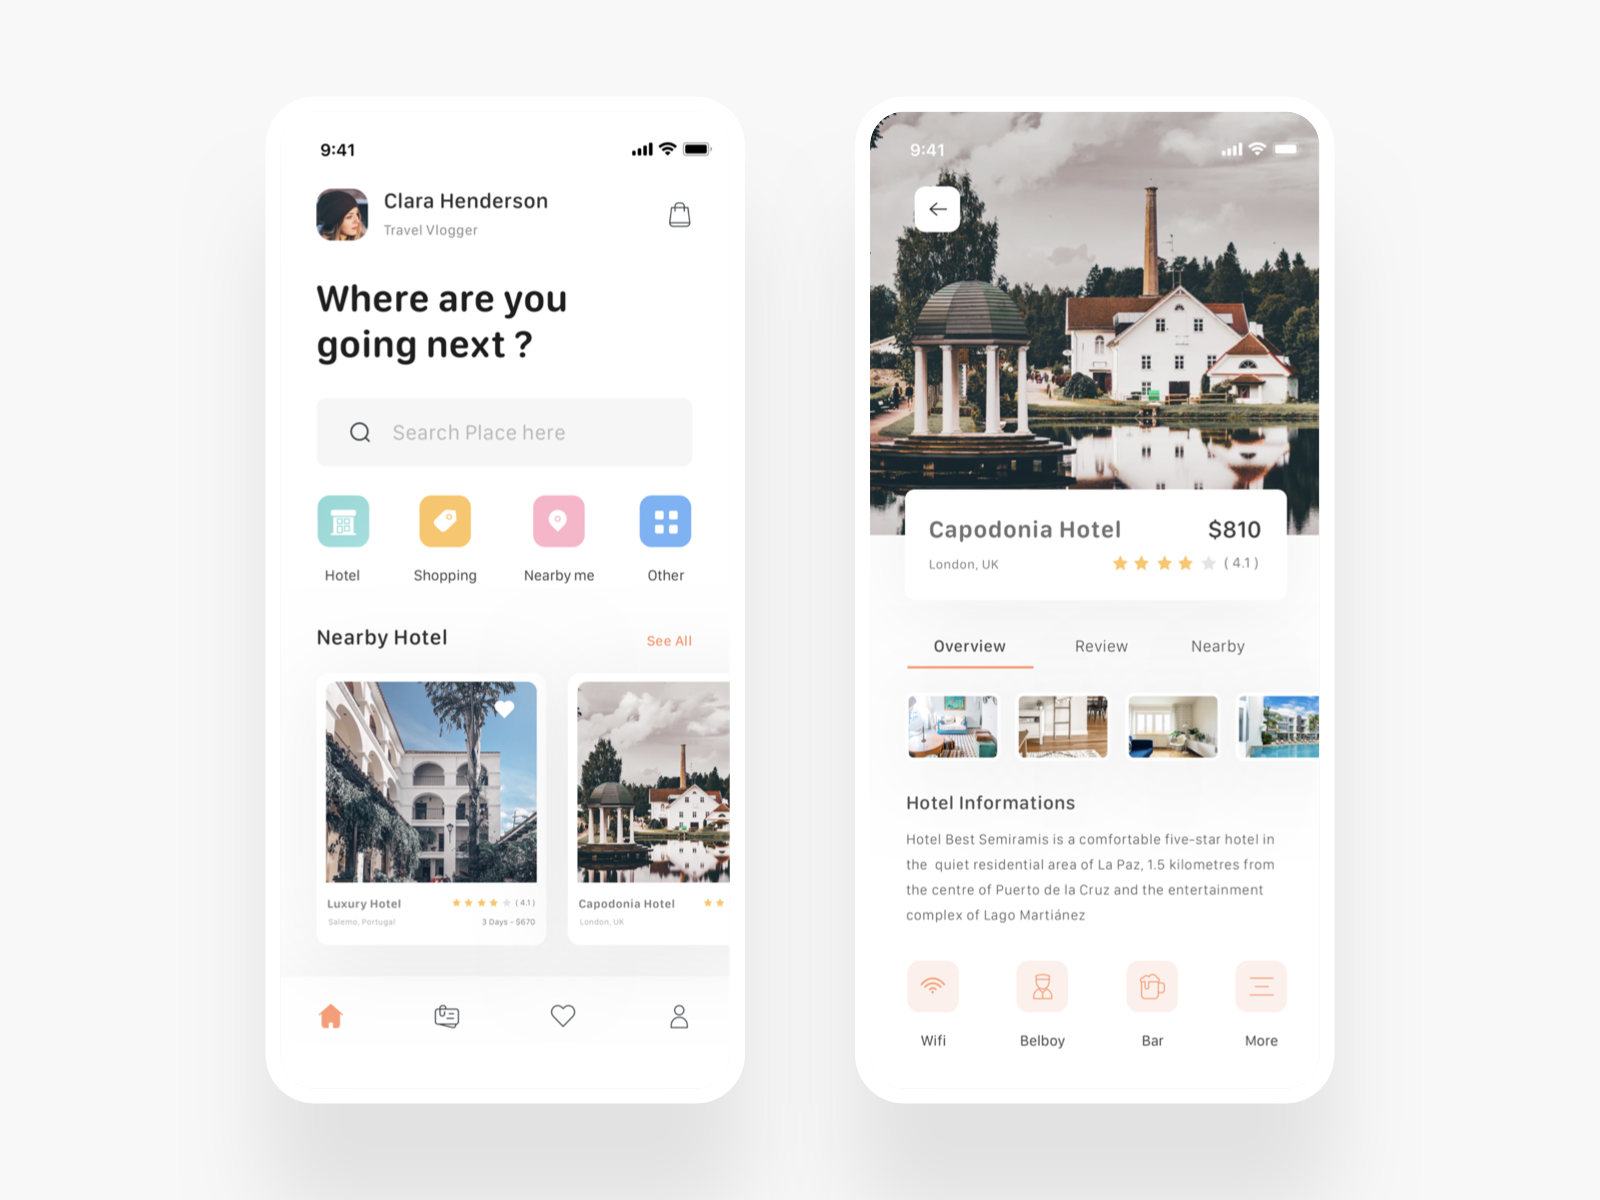 9:41
Clara Henderson
Travel Vlogger
Where are you
going next ?
Search Place here
Hotel
Shopping
Nearby me
Other
Nearby Hotel
See All
Luxury Hotel
( 4.1 )
Salemo, Portugal
3 Days - $670
Capodonia Hotel
London, UK
9:41
Capodonia Hotel
$810
London, UK
( 4.1 )
Overview
Review
Nearby
Hotel Informations
Hotel Best Semiramis is a comfortable five-star hotel in
the  quiet residential area of La Paz, 1.5 kilometres from
the centre of Puerto de la Cruz and the entertainment
complex of Lago Martiánez
Wifi
Belboy
Bar
More